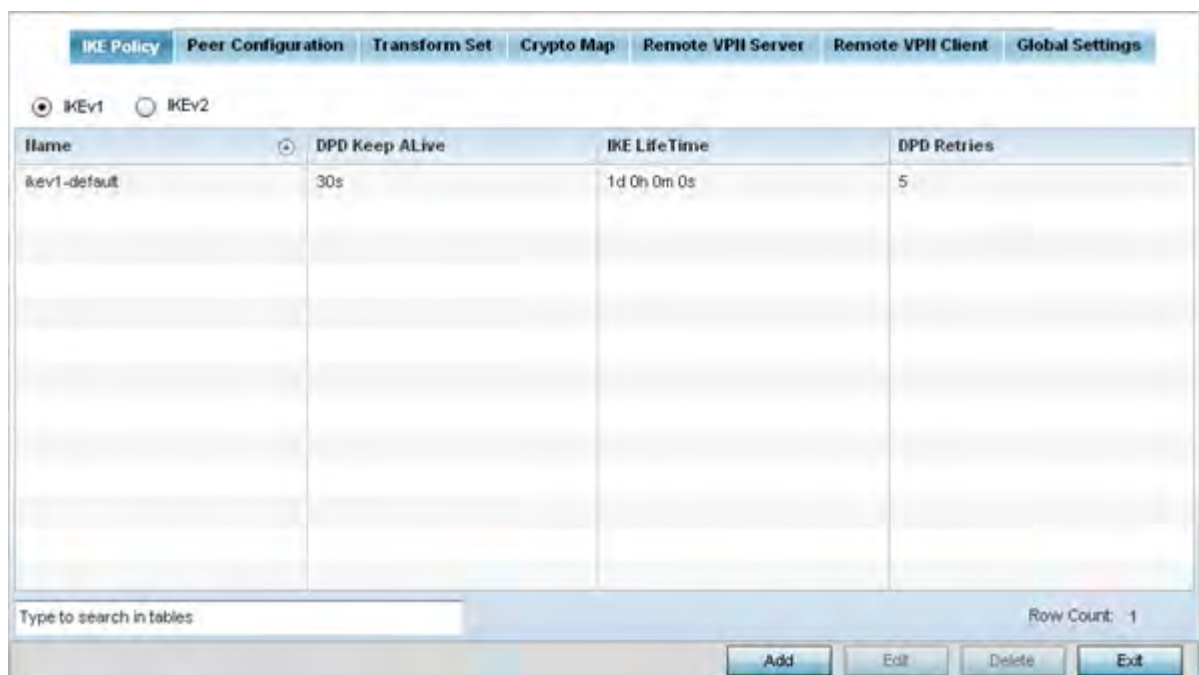 IKE Policy Peer Configuration Transform Set Crypto Map Remote VPN Server Remote VPN Client Global Settings
IKEv1 IKEv2
Name DPD Keep ALive IKE LifeTime DPD Retries
ikev1-default 30s 1d 0h 0m 0s 5
Type to search in tables Row Count: 1
Add Edit Delete Exit